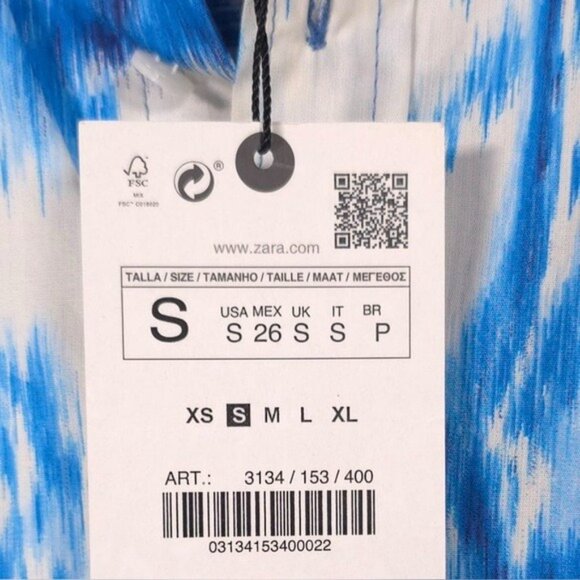 FSC
MIX
®
www.zara.com
TALLA / SIZE / TAMANHO / TAILLE / MAAT / ΜΕΓΕΘΟΣ
S
USA MEX UK IT BR
S 26 S S P
XS S M L XL
ART.: 3134 / 153 / 400
03134153400022